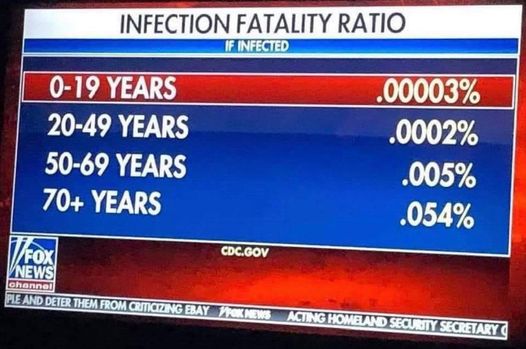 INFECTION FATALITY RATIO
IF INFECTED
0-19 YEARS .00003%
20-49 YEARS .0002%
50-69 YEARS .005%
70+ YEARS .054%
CDC.GOV
FOX
NEWS
channel
PLE AND DETER THEM FROM CRITICIZING EBAY FOX NEWS ACTING HOMELAND SECURITY SECRETARY